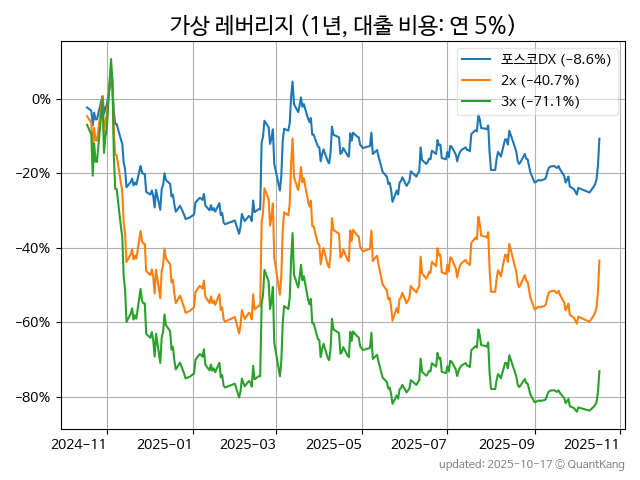 가상 레버리지 (1년, 대출 비용: 연 5%)
포스코DX (−8.6%)
2x (−40.7%)
3x (−71.1%)
0%
−20%
−40%
−60%
−80%
2024−11 2025−01 2025−03 2025−05 2025−07 2025−09 2025−11
updated: 2025-10-17 © QuantKang